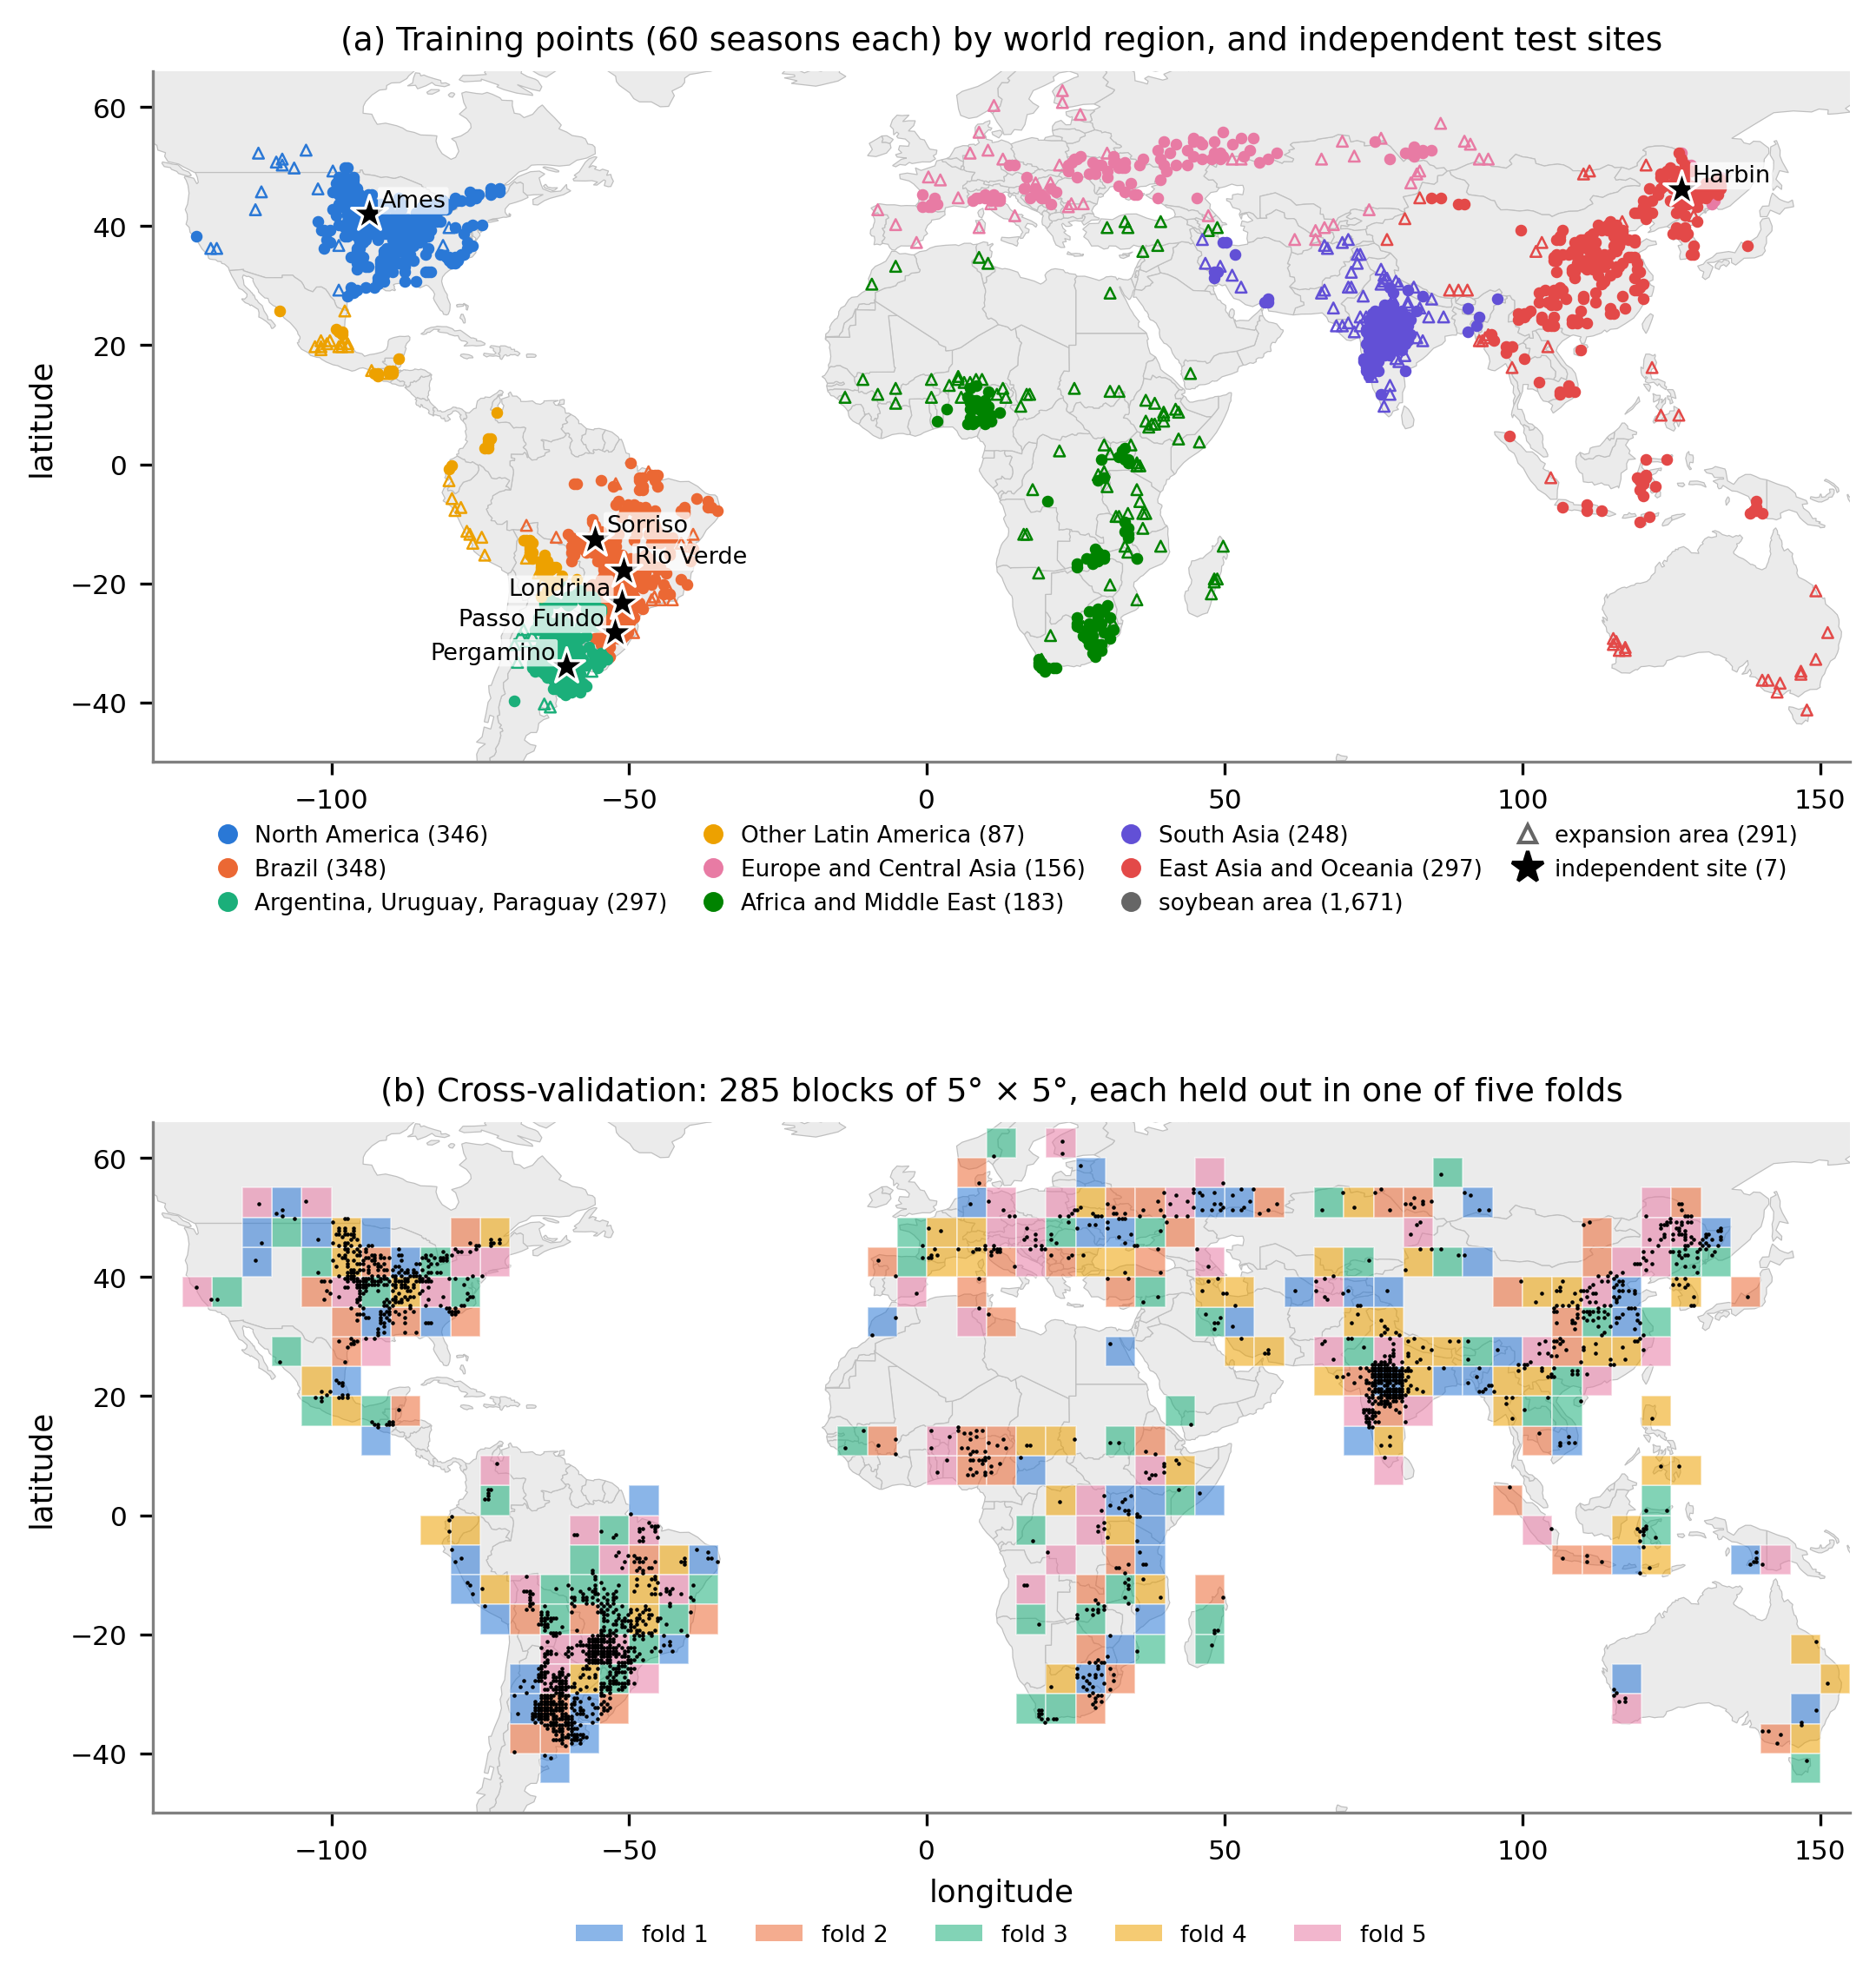 (a) Training points (60 seasons each) by world region, and independent test sites
60
40
20
0
−20
−40
latitude
Ames
Harbin
Sorriso
Rio Verde
Londrina
Passo Fundo
Pergamino
−100
−50
0
50
100
150
North America (346)
Brazil (348)
Argentina, Uruguay, Paraguay (297)
Other Latin America (87)
Europe and Central Asia (156)
Africa and Middle East (183)
South Asia (248)
East Asia and Oceania (297)
soybean area (1,671)
expansion area (291)
independent site (7)
(b) Cross-validation: 285 blocks of 5° × 5°, each held out in one of five folds
60
40
20
0
−20
−40
latitude
−100
−50
0
50
100
150
longitude
fold 1
fold 2
fold 3
fold 4
fold 5